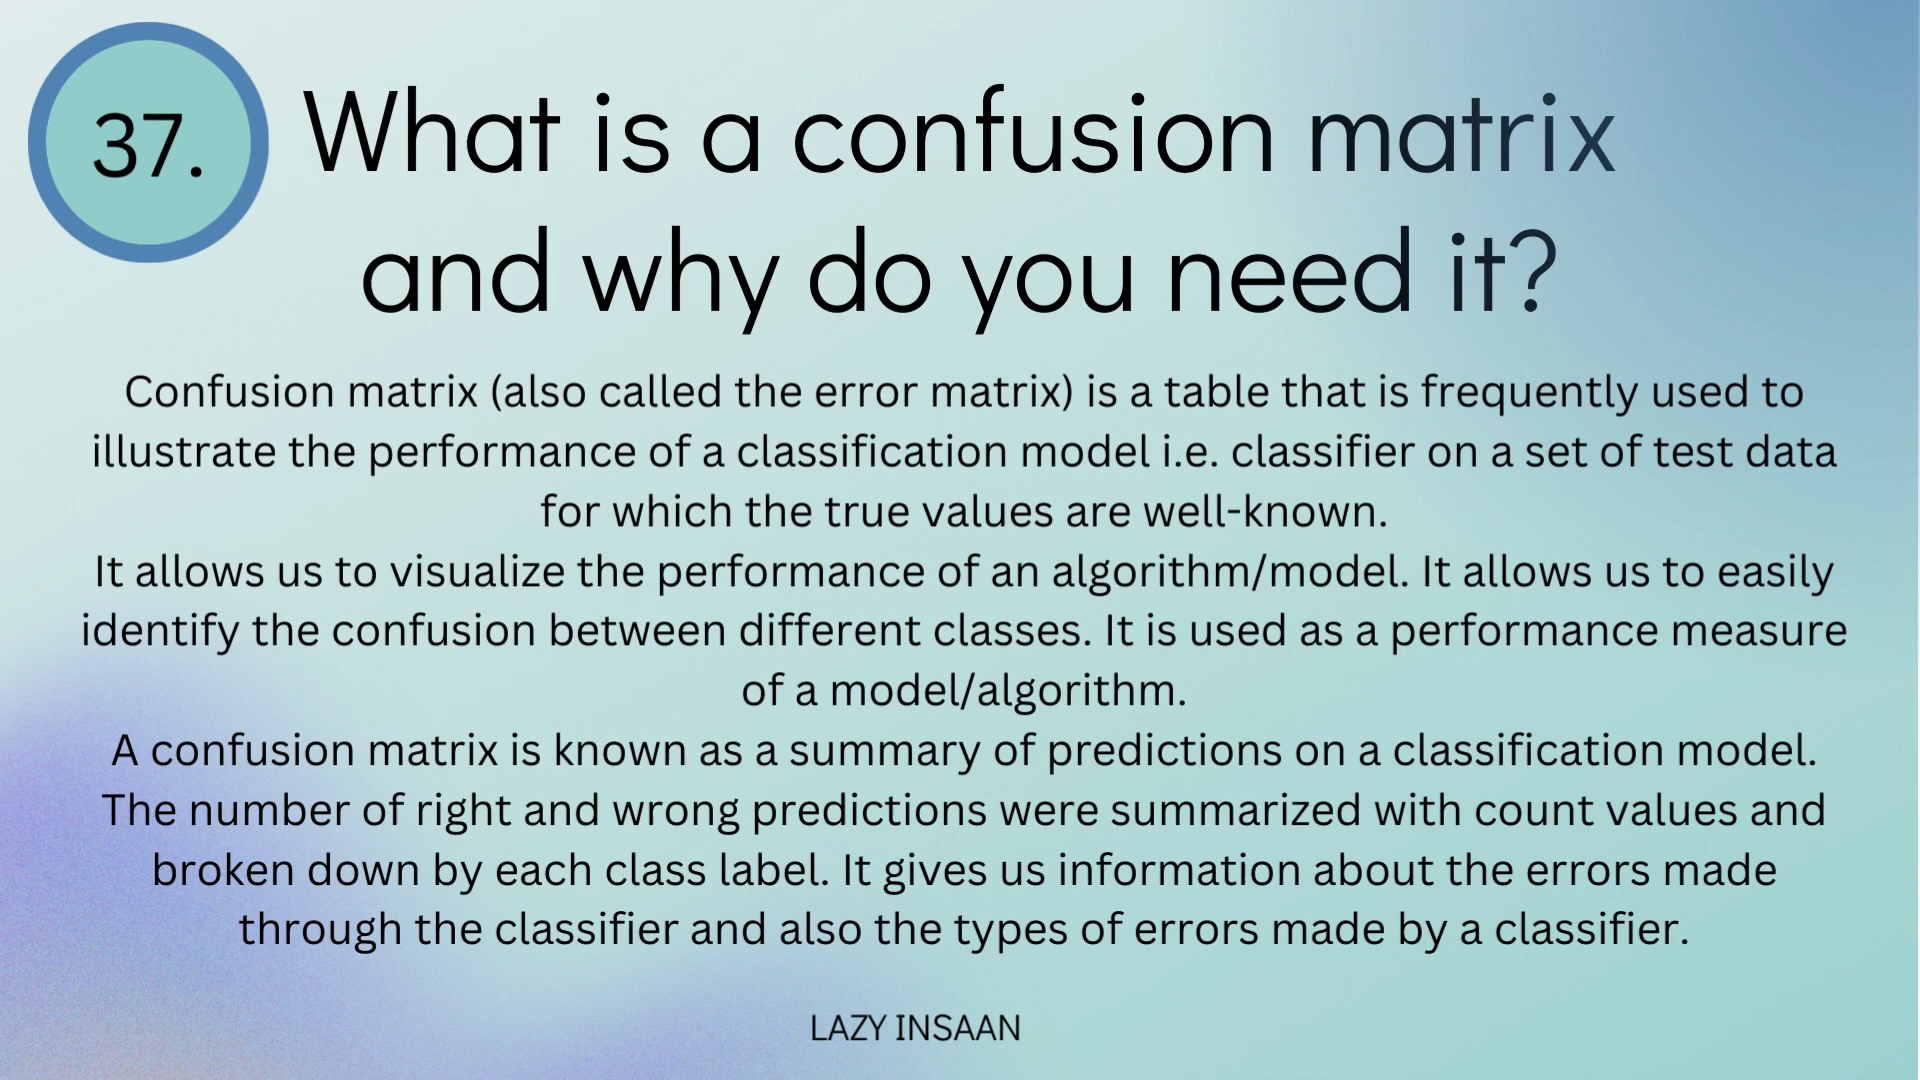 37.
What is a confusion matrix
and why do you need it?
Confusion matrix (also called the error matrix) is a table that is frequently used to
illustrate the performance of a classification model i.e. classifier on a set of test data
for which the true values are well-known.
It allows us to visualize the performance of an algorithm/model. It allows us to easily
identify the confusion between different classes. It is used as a performance measure
of a model/algorithm.
A confusion matrix is known as a summary of predictions on a classification model.
The number of right and wrong predictions were summarized with count values and
broken down by each class label. It gives us information about the errors made
through the classifier and also the types of errors made by a classifier.
LAZY INSAAN